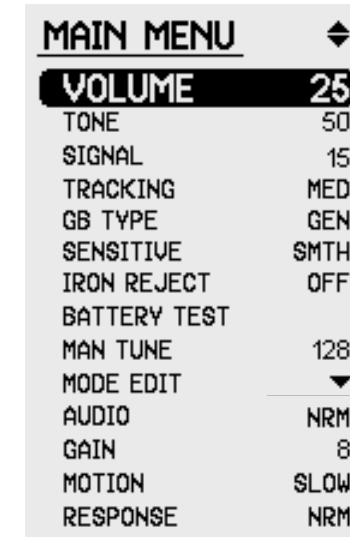 MAIN MENU
VOLUME 25
TONE 50
SIGNAL 15
TRACKING MED
GB TYPE GEN
SENSITIVE SMTH
IRON REJECT OFF
BATTERY TEST
MAN TUNE 128
MODE EDIT
AUDIO NRM
GAIN 8
MOTION SLOW
RESPONSE NRM